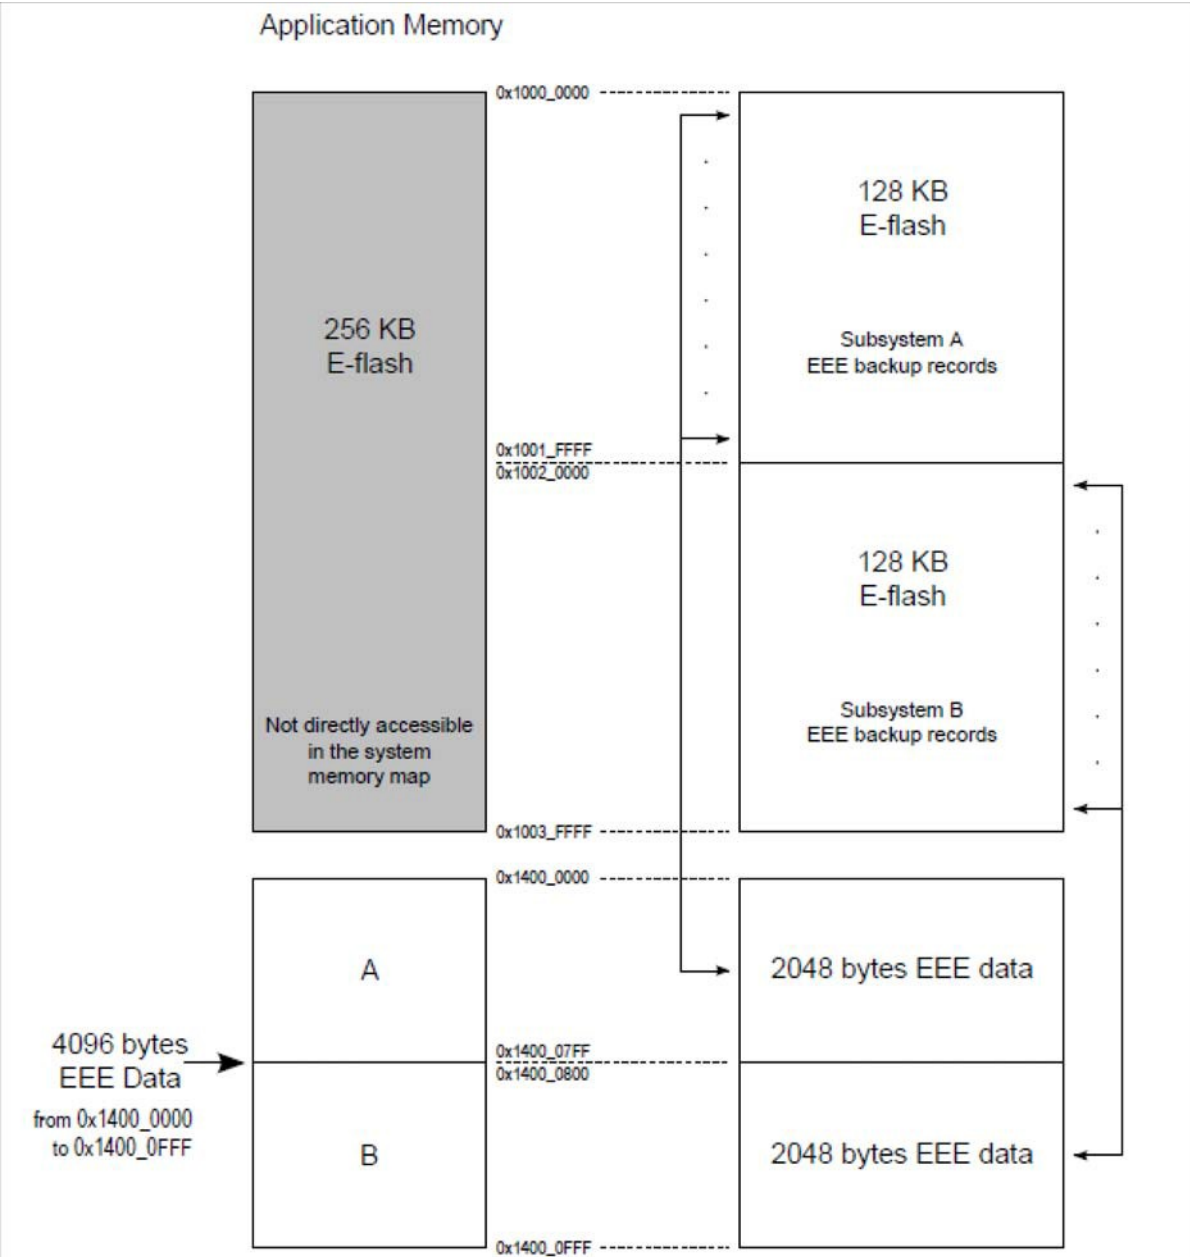 Application Memory
0x1000_0000
128 KB
E-flash
256 KB
E-flash
Subsystem A
EEE backup records
0x1001_FFFF
0x1002_0000
128 KB
E-flash
Not directly accessible
in the system
memory map
Subsystem B
EEE backup records
0x1003_FFFF
0x1400_0000
A
2048 bytes EEE data
4096 bytes
EEE Data
from 0x1400_0000
to 0x1400_0FFF
0x1400_07FF
0x1400_0800
B
2048 bytes EEE data
0x1400_0FFF